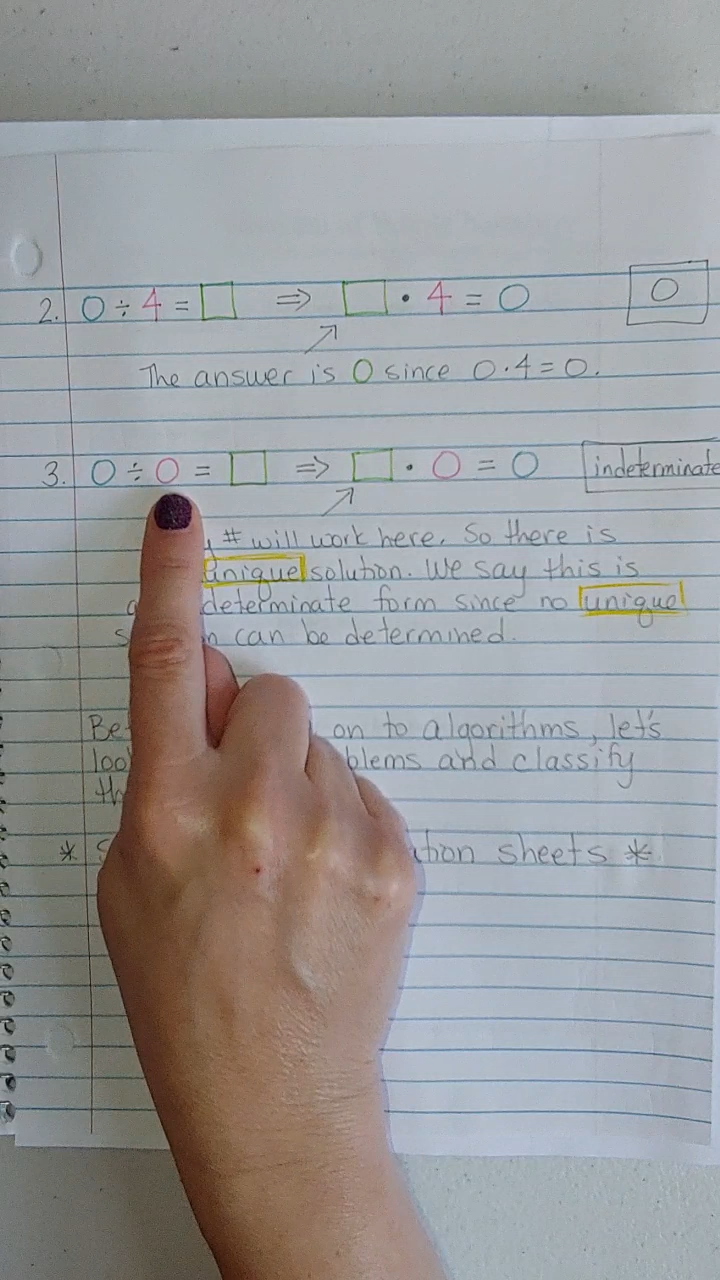 2. 0 ÷ 4 = □ ⇒ □ · 4 = 0 0
The answer is 0 since 0·4=0.
3. 0 ÷ 0 = □ ⇒ □ · 0 = 0 indeterminate
# will work here. So there is
unique solution. We say this is
determinate form since no unique
can be determined.
on to algorithms, let's
and classify
* sheets *